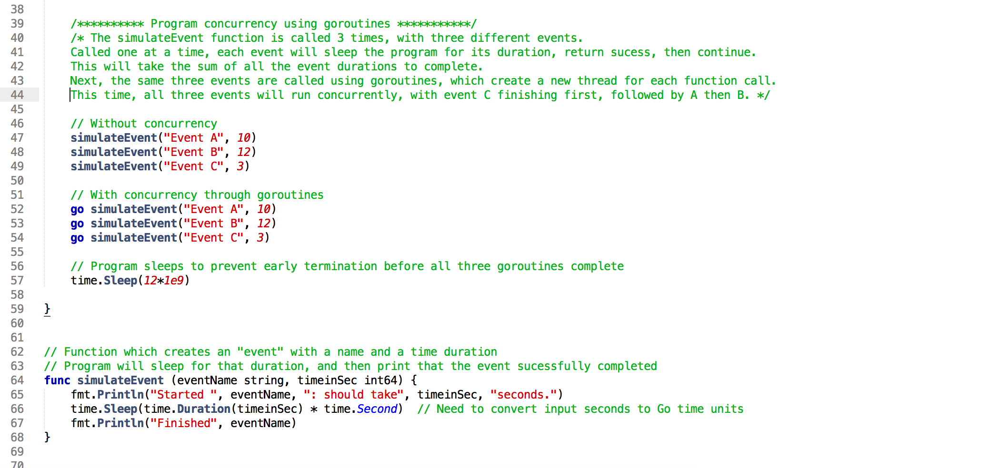 38
39 /********** Program concurrency using goroutines ***********/
40 /* The simulateEvent function is called 3 times, with three different events.
41 Called one at a time, each event will sleep the program for its duration, return sucess, then continue.
42 This will take the sum of all the event durations to complete.
43 Next, the same three events are called using goroutines, which create a new thread for each function call.
44 This time, all three events will run concurrently, with event C finishing first, followed by A then B. */
45
46 // Without concurrency
47 simulateEvent("Event A", 10)
48 simulateEvent("Event B", 12)
49 simulateEvent("Event C", 3)
50
51 // With concurrency through goroutines
52 go simulateEvent("Event A", 10)
53 go simulateEvent("Event B", 12)
54 go simulateEvent("Event C", 3)
55
56 // Program sleeps to prevent early termination before all three goroutines complete
57 time.Sleep(12*1e9)
58
59 }
60
61
62 // Function which creates an "event" with a name and a time duration
63 // Program will sleep for that duration, and then print that the event sucessfully completed
64 func simulateEvent (eventName string, timeinSec int64) {
65 fmt.Println("Started ", eventName, ": should take", timeinSec, "seconds.")
66 time.Sleep(time.Duration(timeinSec) * time.Second)  // Need to convert input seconds to Go time units
67 fmt.Println("Finished", eventName)
68 }
69
70